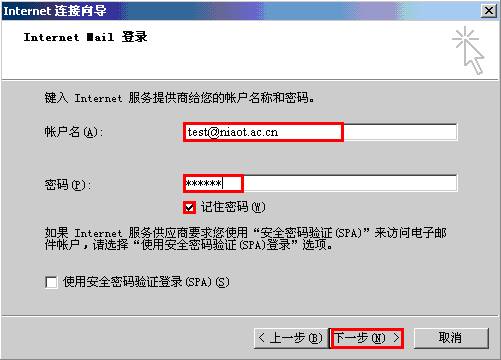 Internet 连接向导
Internet Mail 登录
键入 Internet 服务提供商给您的帐户名称和密码。
帐户名(A):
test@niaot.ac.cn
密码(P):
******
记住密码(W)
如果 Internet 服务供应商要求您使用“安全密码验证(SPA)”来访问电子邮
件帐户,请选择“使用安全密码验证(SPA)登录”选项。
使用安全密码验证登录(SPA)(S)
< 上一步(B) 下一步(N) > 取消